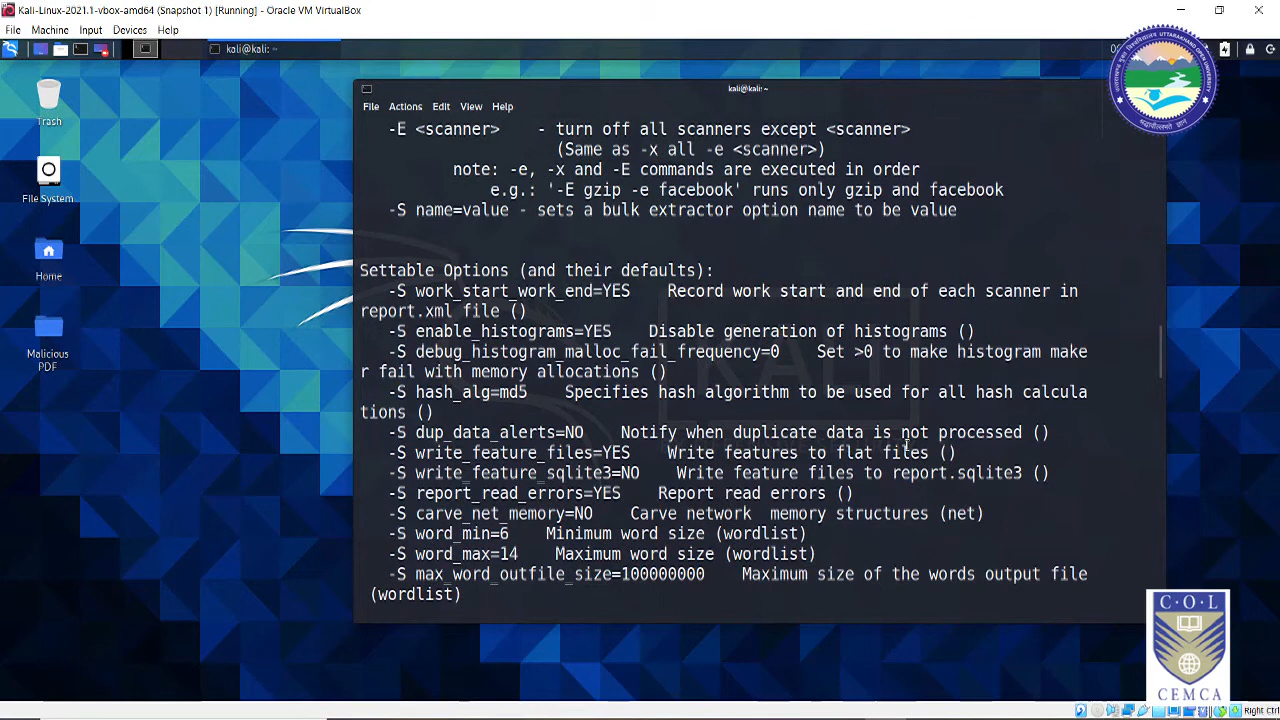 Kali-Linux-2021.1-vbox-amd64 (Snapshot 1) [Running] - Oracle VM VirtualBox
File Machine Input Devices Help
kali@kali: ~
kali@kali: ~
File Actions Edit View Help
Trash
File System
Home
Malicious
PDF
-E <scanner> - turn off all scanners except <scanner>
(Same as -x all -e <scanner>)
note: -e, -x and -E commands are executed in order
e.g.: '-E gzip -e facebook' runs only gzip and facebook
-S name=value - sets a bulk extractor option name to be value
Settable Options (and their defaults):
-S work_start_work_end=YES Record work start and end of each scanner in
report.xml file ()
-S enable_histograms=YES Disable generation of histograms ()
-S debug_histogram_malloc_fail_frequency=0 Set >0 to make histogram make
r fail with memory allocations ()
-S hash_alg=md5 Specifies hash algorithm to be used for all hash calcula
tions ()
-S dup_data_alerts=NO Notify when duplicate data is not processed ()
-S write_feature_files=YES Write features to flat files ()
-S write_feature_sqlite3=NO Write feature files to report.sqlite3 ()
-S report_read_errors=YES Report read errors ()
-S carve_net_memory=NO Carve network memory structures (net)
-S word_min=6 Minimum word size (wordlist)
-S word_max=14 Maximum word size (wordlist)
-S max_word_outfile_size=100000000 Maximum size of the words output file
(wordlist)
UTTARAKHAND OPEN UNIVERSITY
C·O·L
CEMCA
Right Ctrl